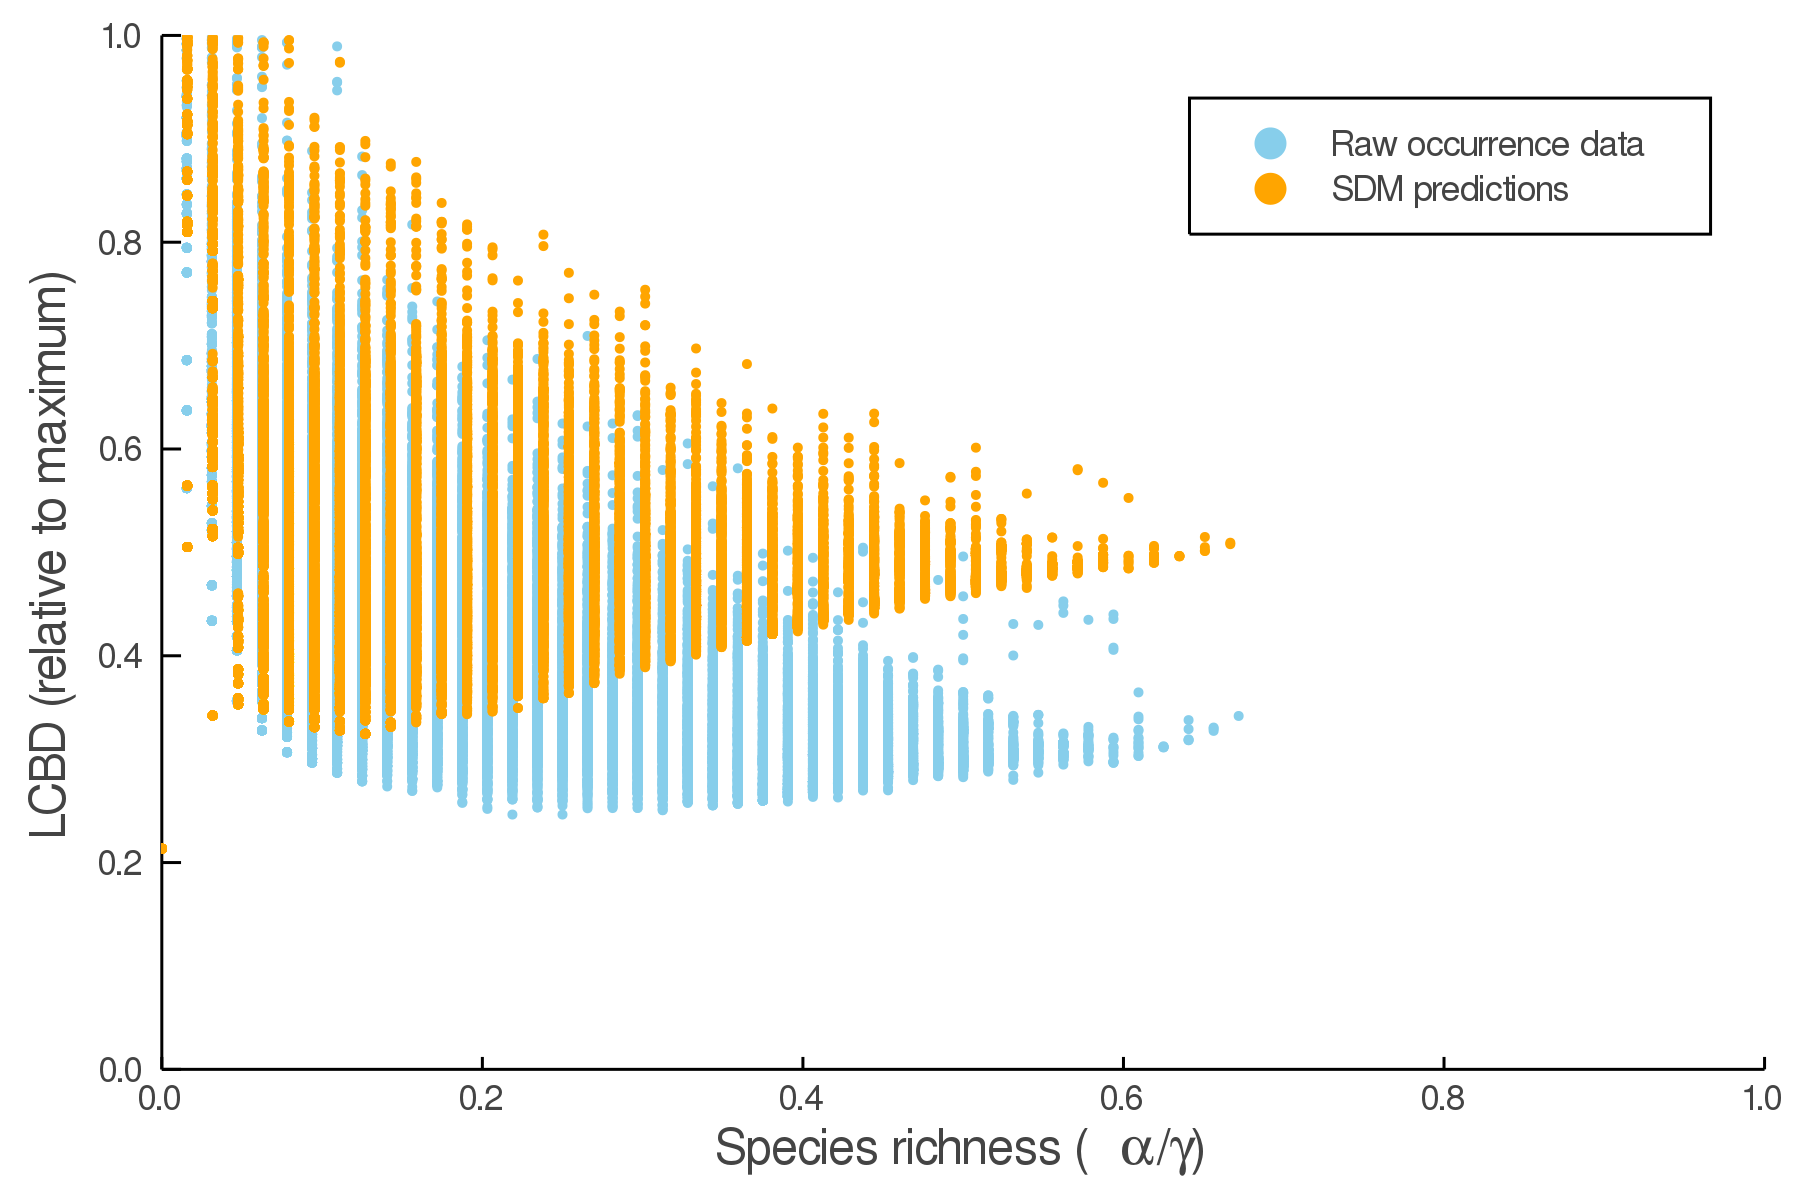 1.0
0.8
0.6
0.4
0.2
0.0
LCBD (relative to maximum)
Raw occurrence data
SDM predictions
0.0 0.2 0.4 0.6 0.8 1.0
Species richness ( α/γ)